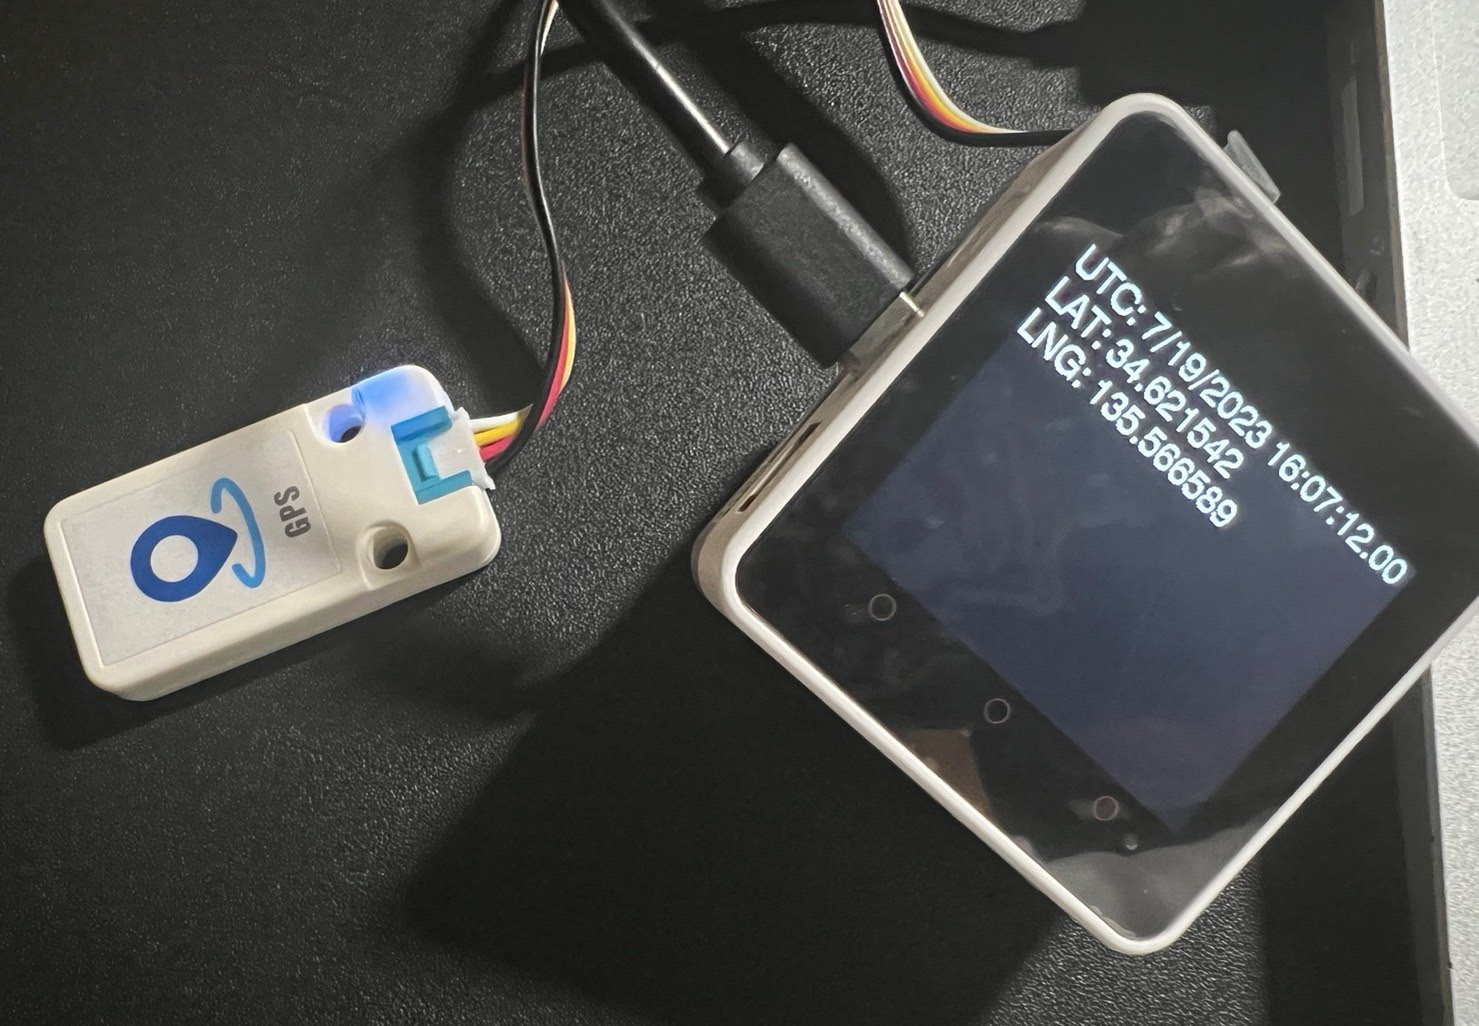 GPS
UTC: 7/19/2023 16:07:12.00
LAT: 34.621542
LNG: 135.566589